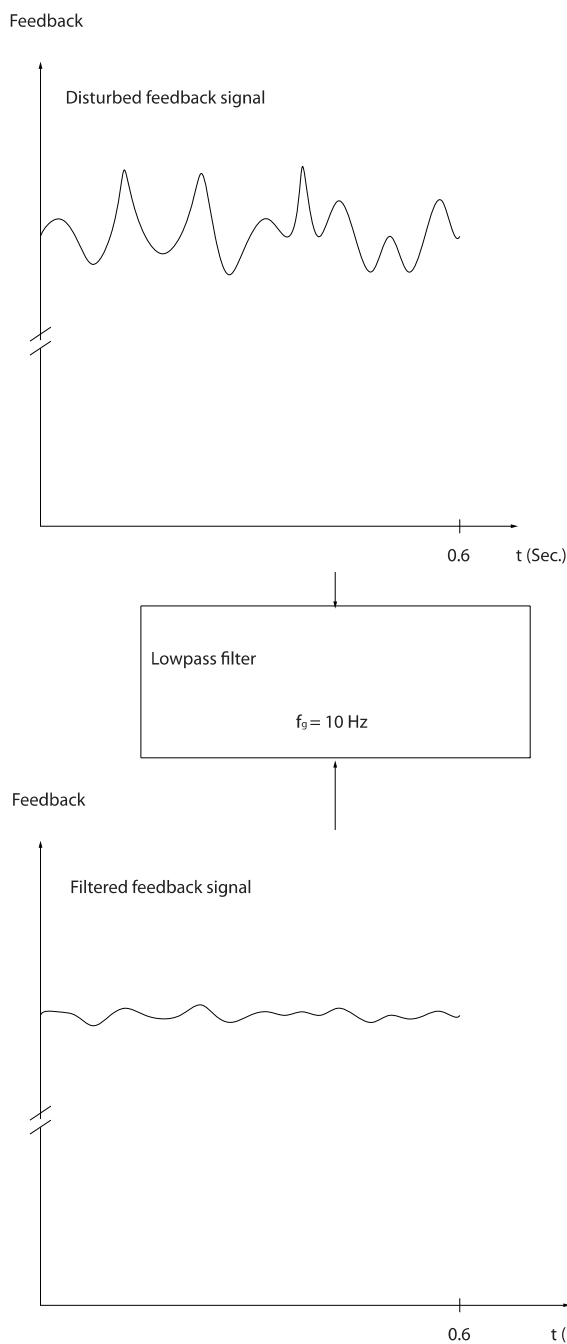 Feedback
Disturbed feedback signal
0.6 t (Sec.)
Lowpass filter
fg = 10 Hz
Feedback
Filtered feedback signal
0.6 t (